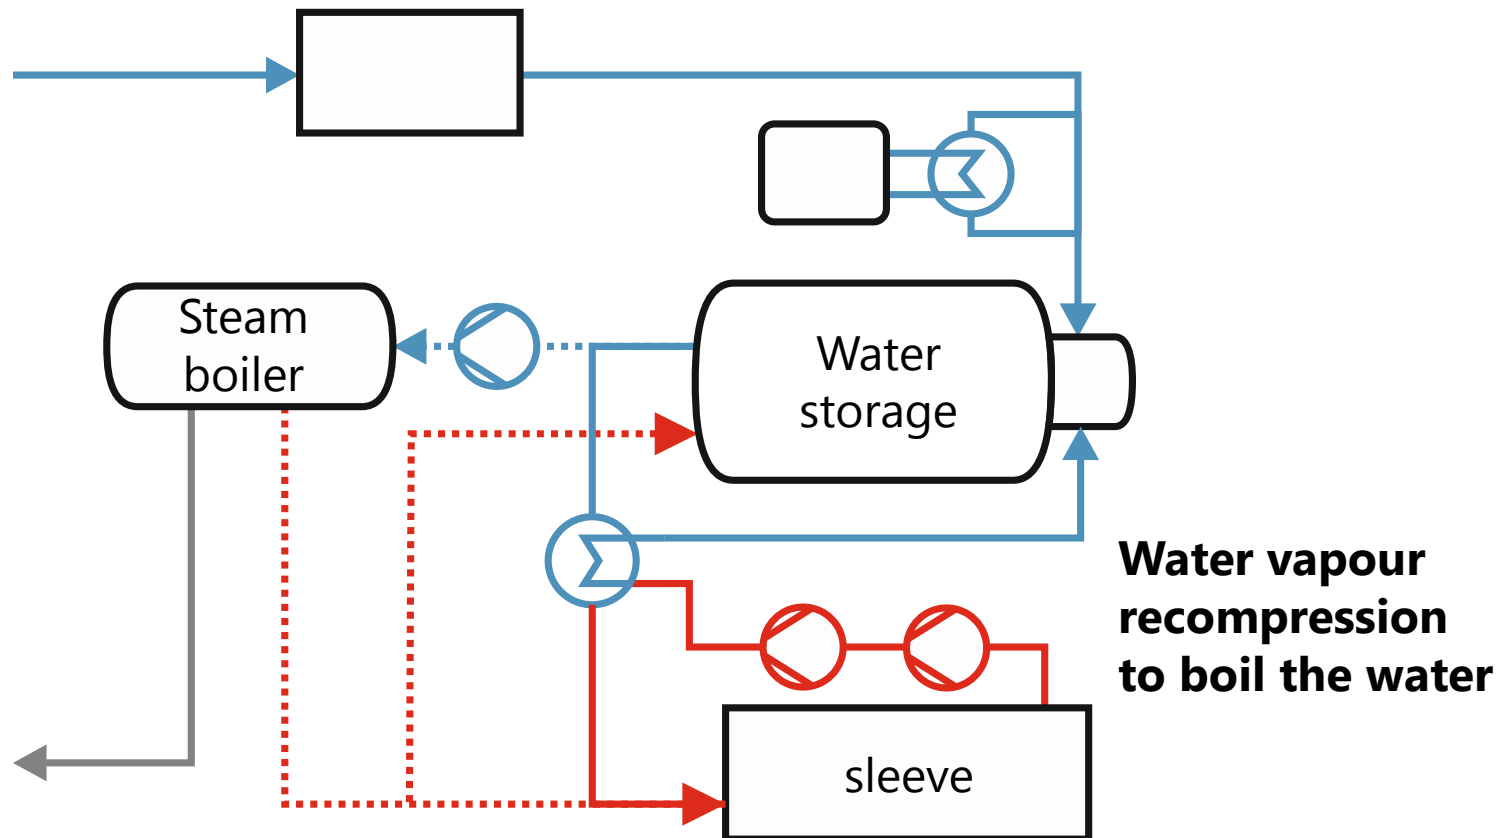 Steam
boiler
Water
storage
Water vapour
recompression
to boil the water
sleeve